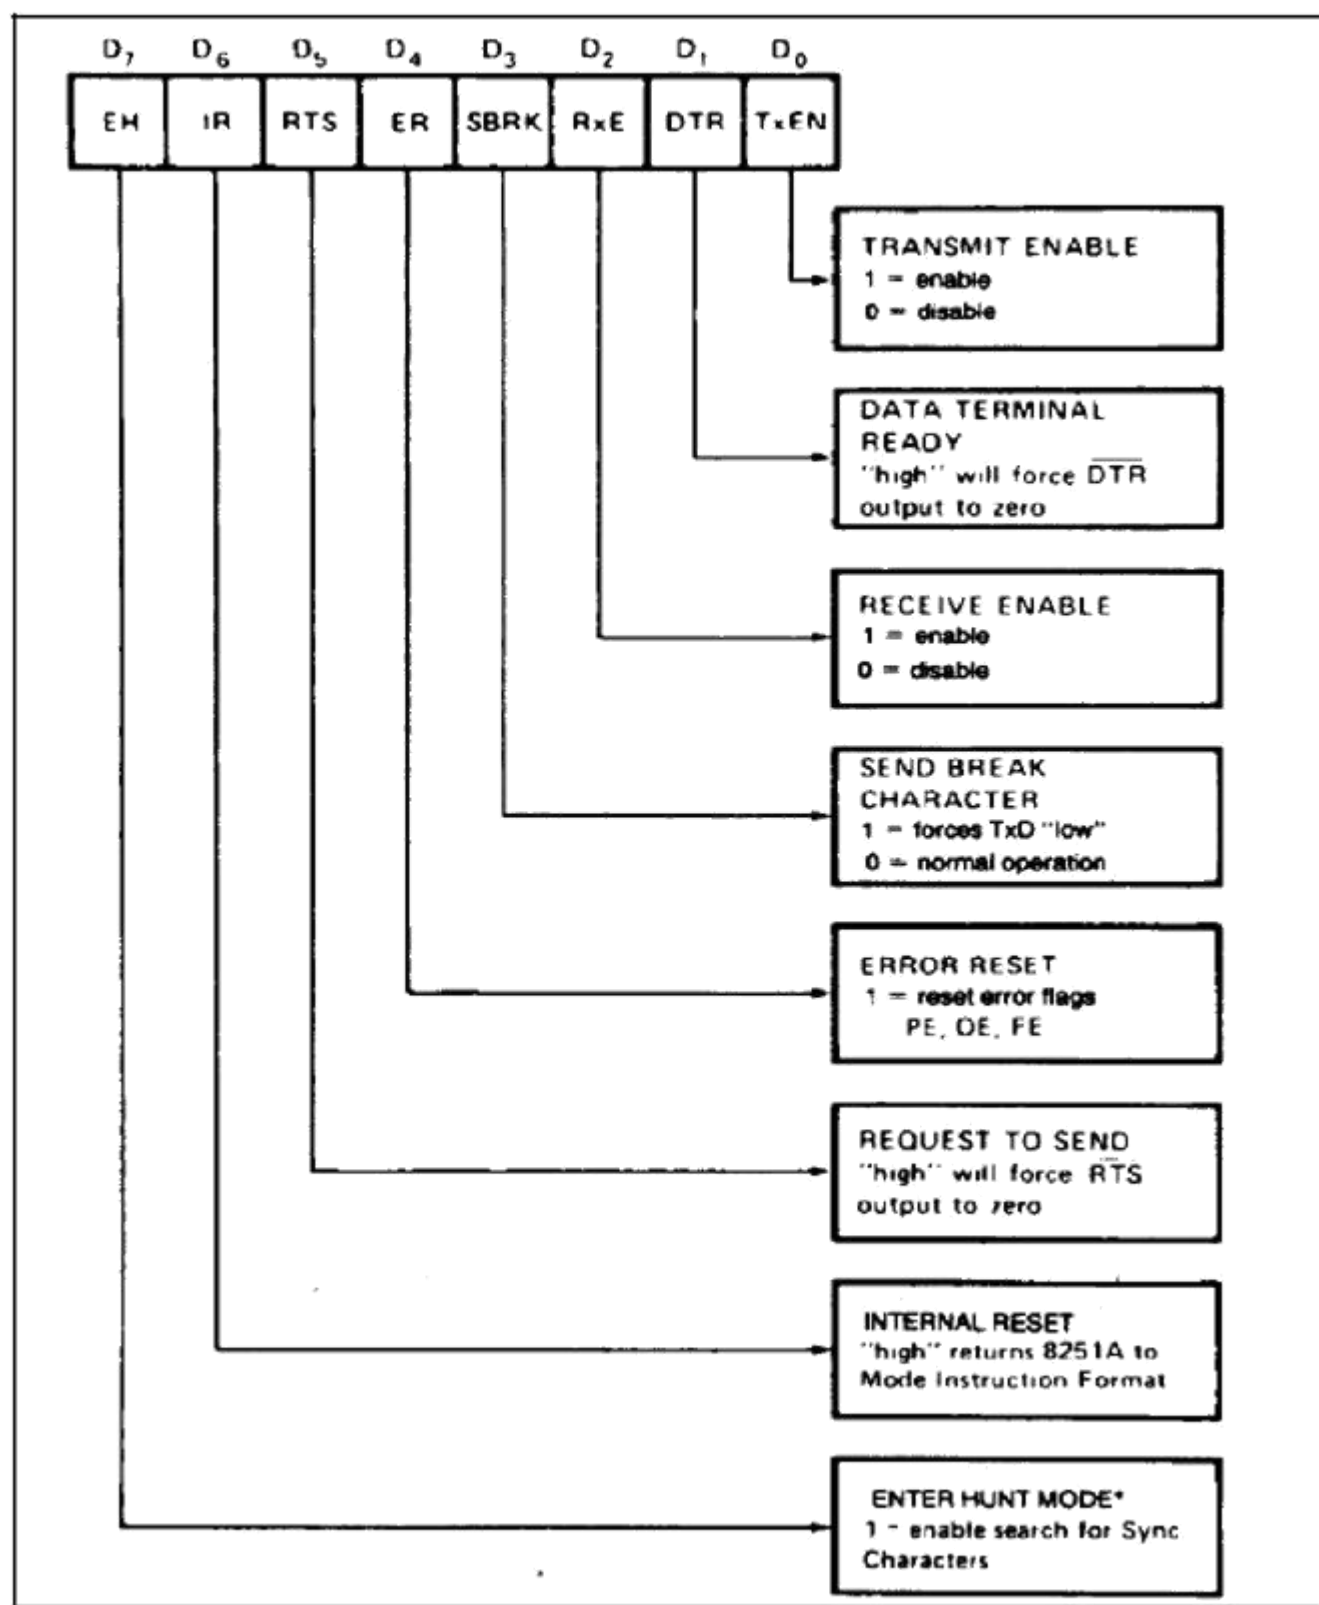 D7 D6 D5 D4 D3 D2 D1 D0
EH IR RTS ER SBRK RxE DTR TxEN
TRANSMIT ENABLE
1 = enable
0 = disable
DATA TERMINAL
READY
"high" will force D̅T̅R̅
output to zero
RECEIVE ENABLE
1 = enable
0 = disable
SEND BREAK
CHARACTER
1 = forces TxD "low"
0 = normal operation
ERROR RESET
1 = reset error flags
PE, OE, FE
REQUEST TO SEND
"high" will force R̅T̅S̅
output to zero
INTERNAL RESET
"high" returns 8251A to
Mode Instruction Format
ENTER HUNT MODE*
1 = enable search for Sync
Characters